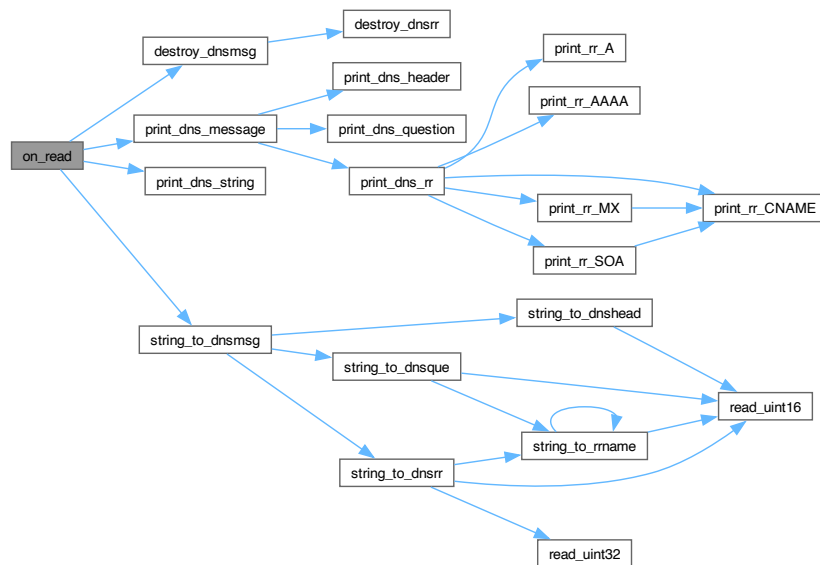 destroy_dnsrr
destroy_dnsmsg
print_rr_A
print_dns_header
print_rr_AAAA
print_dns_message
print_dns_question
on_read
print_dns_string
print_dns_rr
print_rr_MX
print_rr_CNAME
print_rr_SOA
string_to_dnshead
string_to_dnsmsg
string_to_dnsque
read_uint16
string_to_rrname
string_to_dnsrr
read_uint32